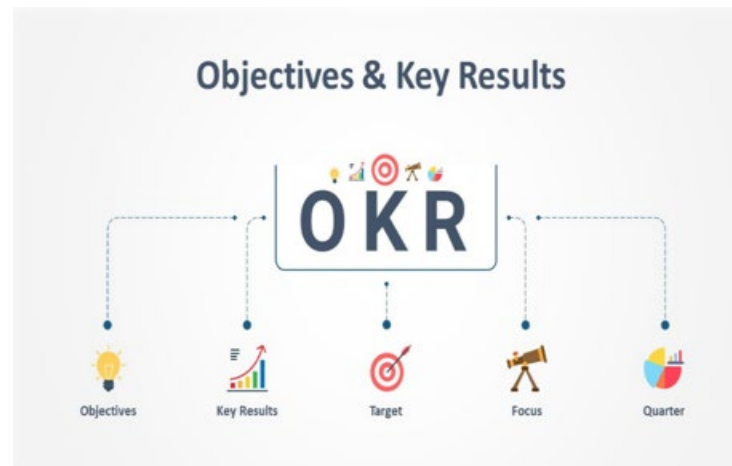 Objectives & Key Results
OKR
Objectives
Key Results
Target
Focus
Quarter